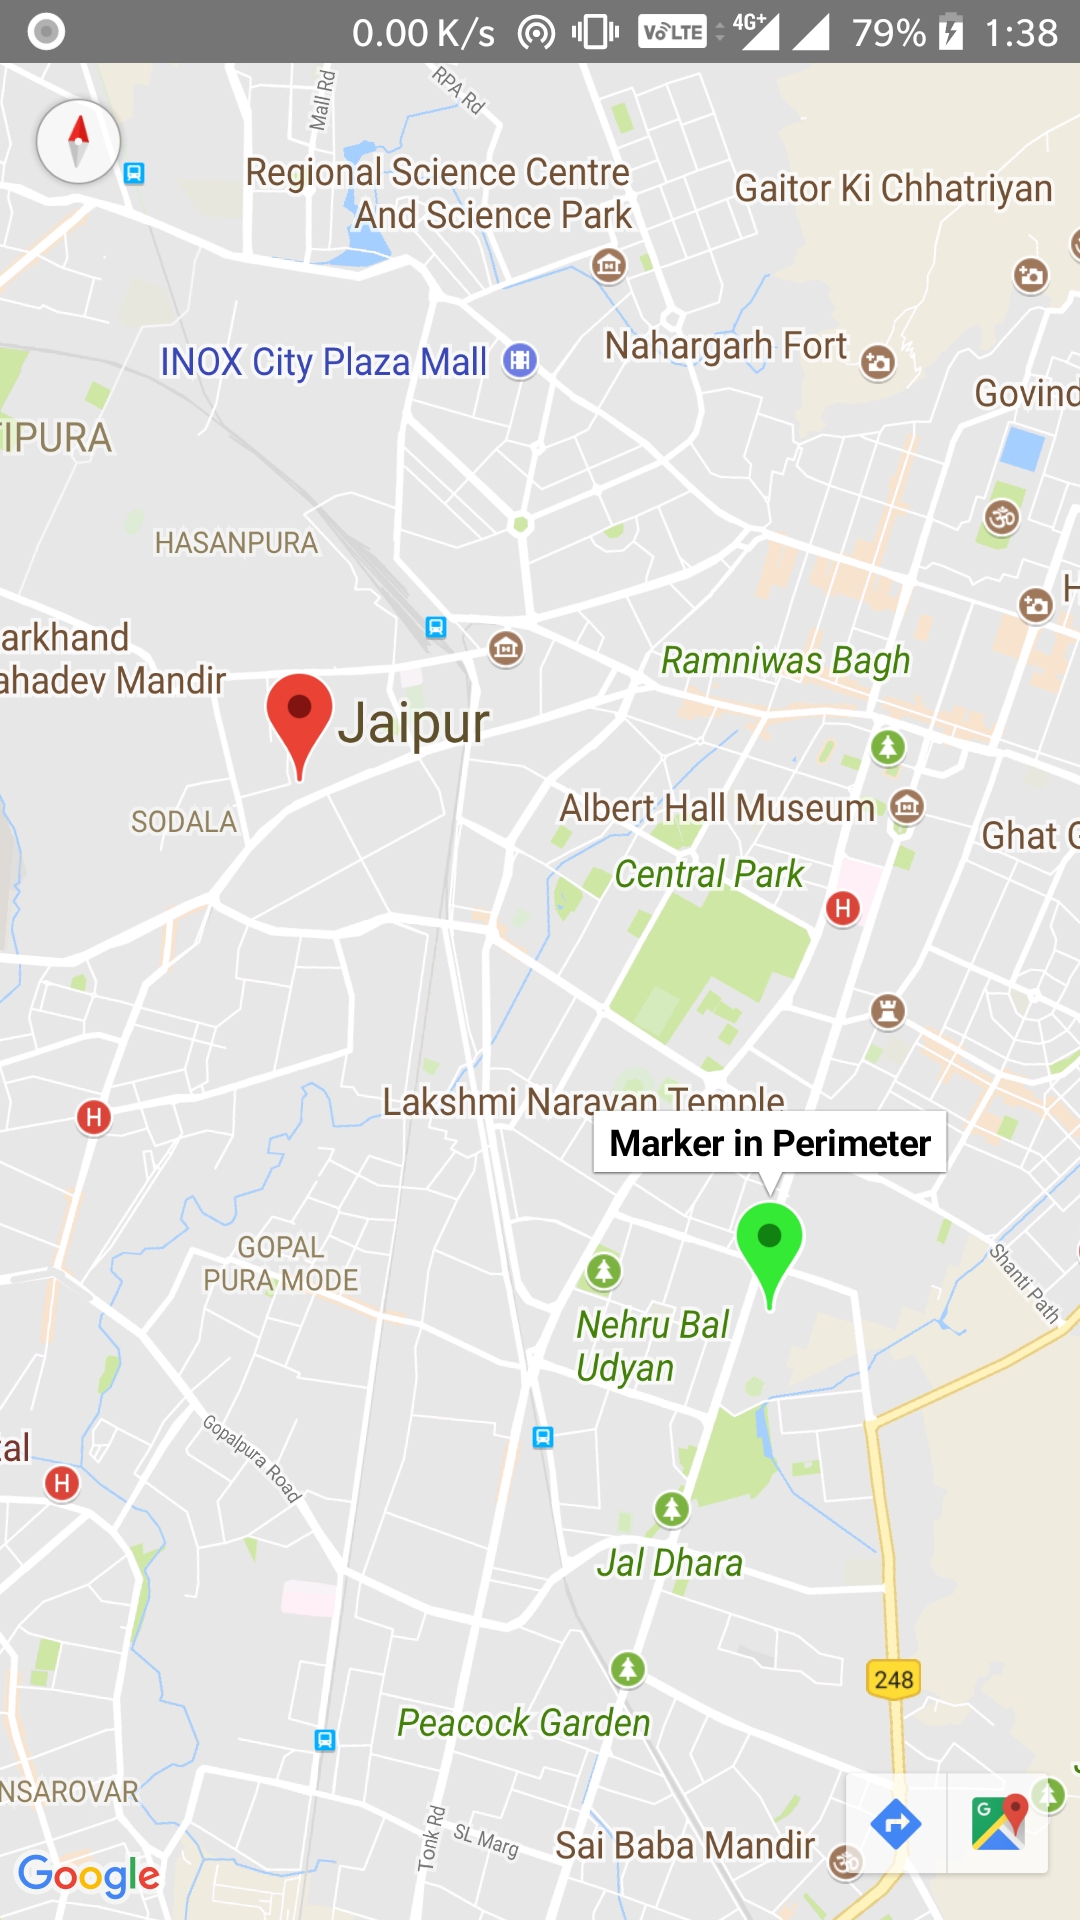 0.00 K/s VoLTE 4G+ 79% 1:38
Mall Rd
RPA Rd
Regional Science Centre
And Science Park
Gaitor Ki Chhatriyan
INOX City Plaza Mall
Nahargarh Fort
Govind
IPURA
HASANPURA
H
arkhand
ahadev Mandir
Ramniwas Bagh
Jaipur
SODALA
Albert Hall Museum
Ghat G
Central Park
H
H
Lakshmi Narayan Temple
Marker in Perimeter
GOPAL
PURA MODE
Shanti Path
Nehru Bal
Udyan
Gopalpura Road
tal
H
Jal Dhara
248
Peacock Garden
NSAROVAR
Tonk Rd
SL Marg
Sai Baba Mandir
G
Google